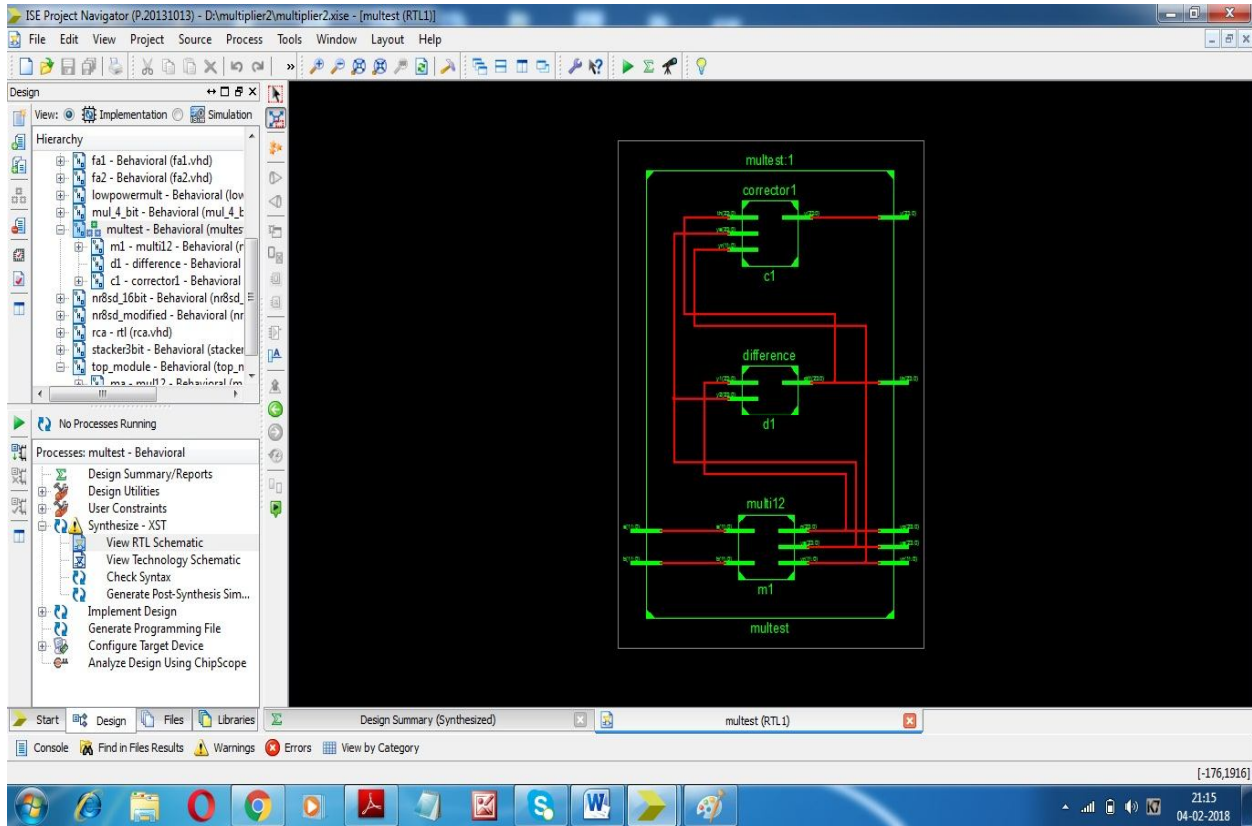 ISE Project Navigator (P.20131013) - D:\multiplier2\multiplier2.xise - [multest (RTL1)]
File Edit View Project Source Process Tools Window Layout Help
Design
View: Implementation Simulation
Hierarchy
fa1 - Behavioral (fa1.vhd)
fa2 - Behavioral (fa2.vhd)
lowpowermult - Behavioral (low
mul_4_bit - Behavioral (mul_4_b
multest - Behavioral (multes
m1 - multi12 - Behavioral (r
d1 - difference - Behavioral
c1 - corrector1 - Behavioral
nr8sd_16bit - Behavioral (nr8sd_
nr8sd_modified - Behavioral (nr
rca - rtl (rca.vhd)
stacker3bit - Behavioral (stacker
top_module - Behavioral (top_n
ma - mul12 - Behavioral (m
No Processes Running
Processes: multest - Behavioral
Design Summary/Reports
Design Utilities
User Constraints
Synthesize - XST
View RTL Schematic
View Technology Schematic
Check Syntax
Generate Post-Synthesis Sim...
Implement Design
Generate Programming File
Configure Target Device
Analyze Design Using ChipScope
multest:1
corrector1
c1
difference
d1
multi12
m1
multest
Start Design Files Libraries
Design Summary (Synthesized)
multest (RTL1)
Console Find in Files Results Warnings Errors View by Category
[-176,1916]
21:15
04-02-2018